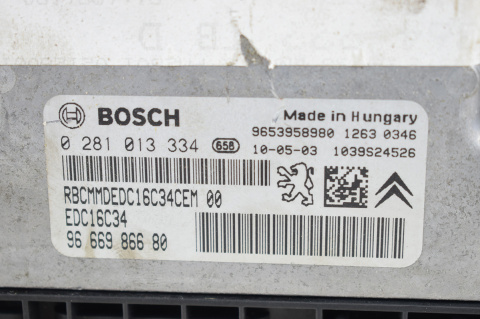 BOSCH
Made in Hungary
9653958980 1263 0346
0 281 013 334 658 10-05-03 1039S24526
RBCMMDEDC16C34CEM 00
EDC16C34
96 669 866 80